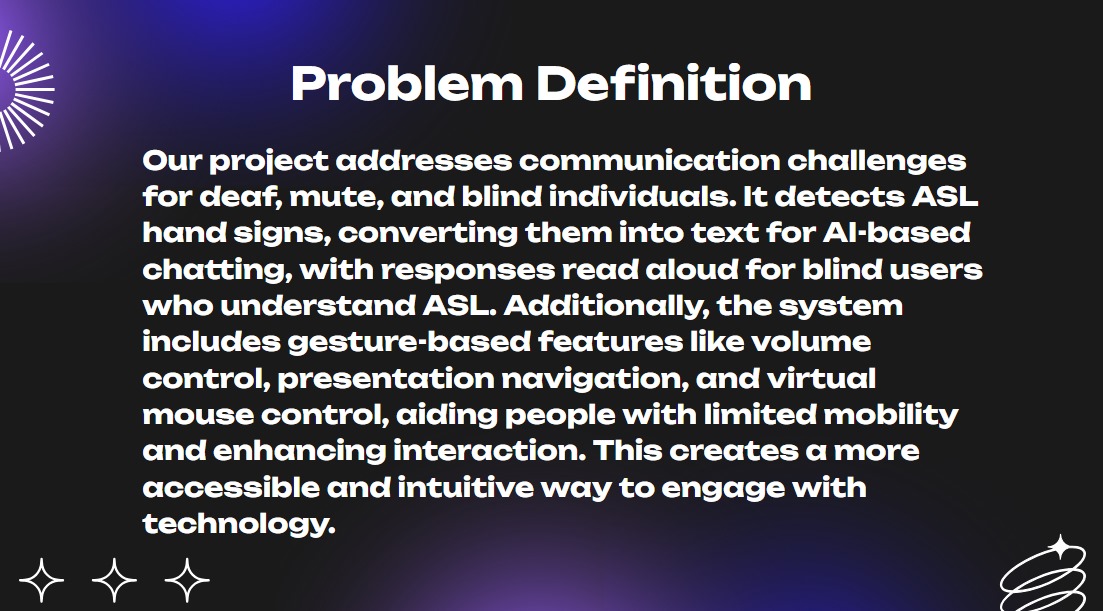 Problem Definition
Our project addresses communication challenges
for deaf, mute, and blind individuals. It detects ASL
hand signs, converting them into text for AI-based
chatting, with responses read aloud for blind users
who understand ASL. Additionally, the system
includes gesture-based features like volume
control, presentation navigation, and virtual
mouse control, aiding people with limited mobility
and enhancing interaction. This creates a more
accessible and intuitive way to engage with
technology.